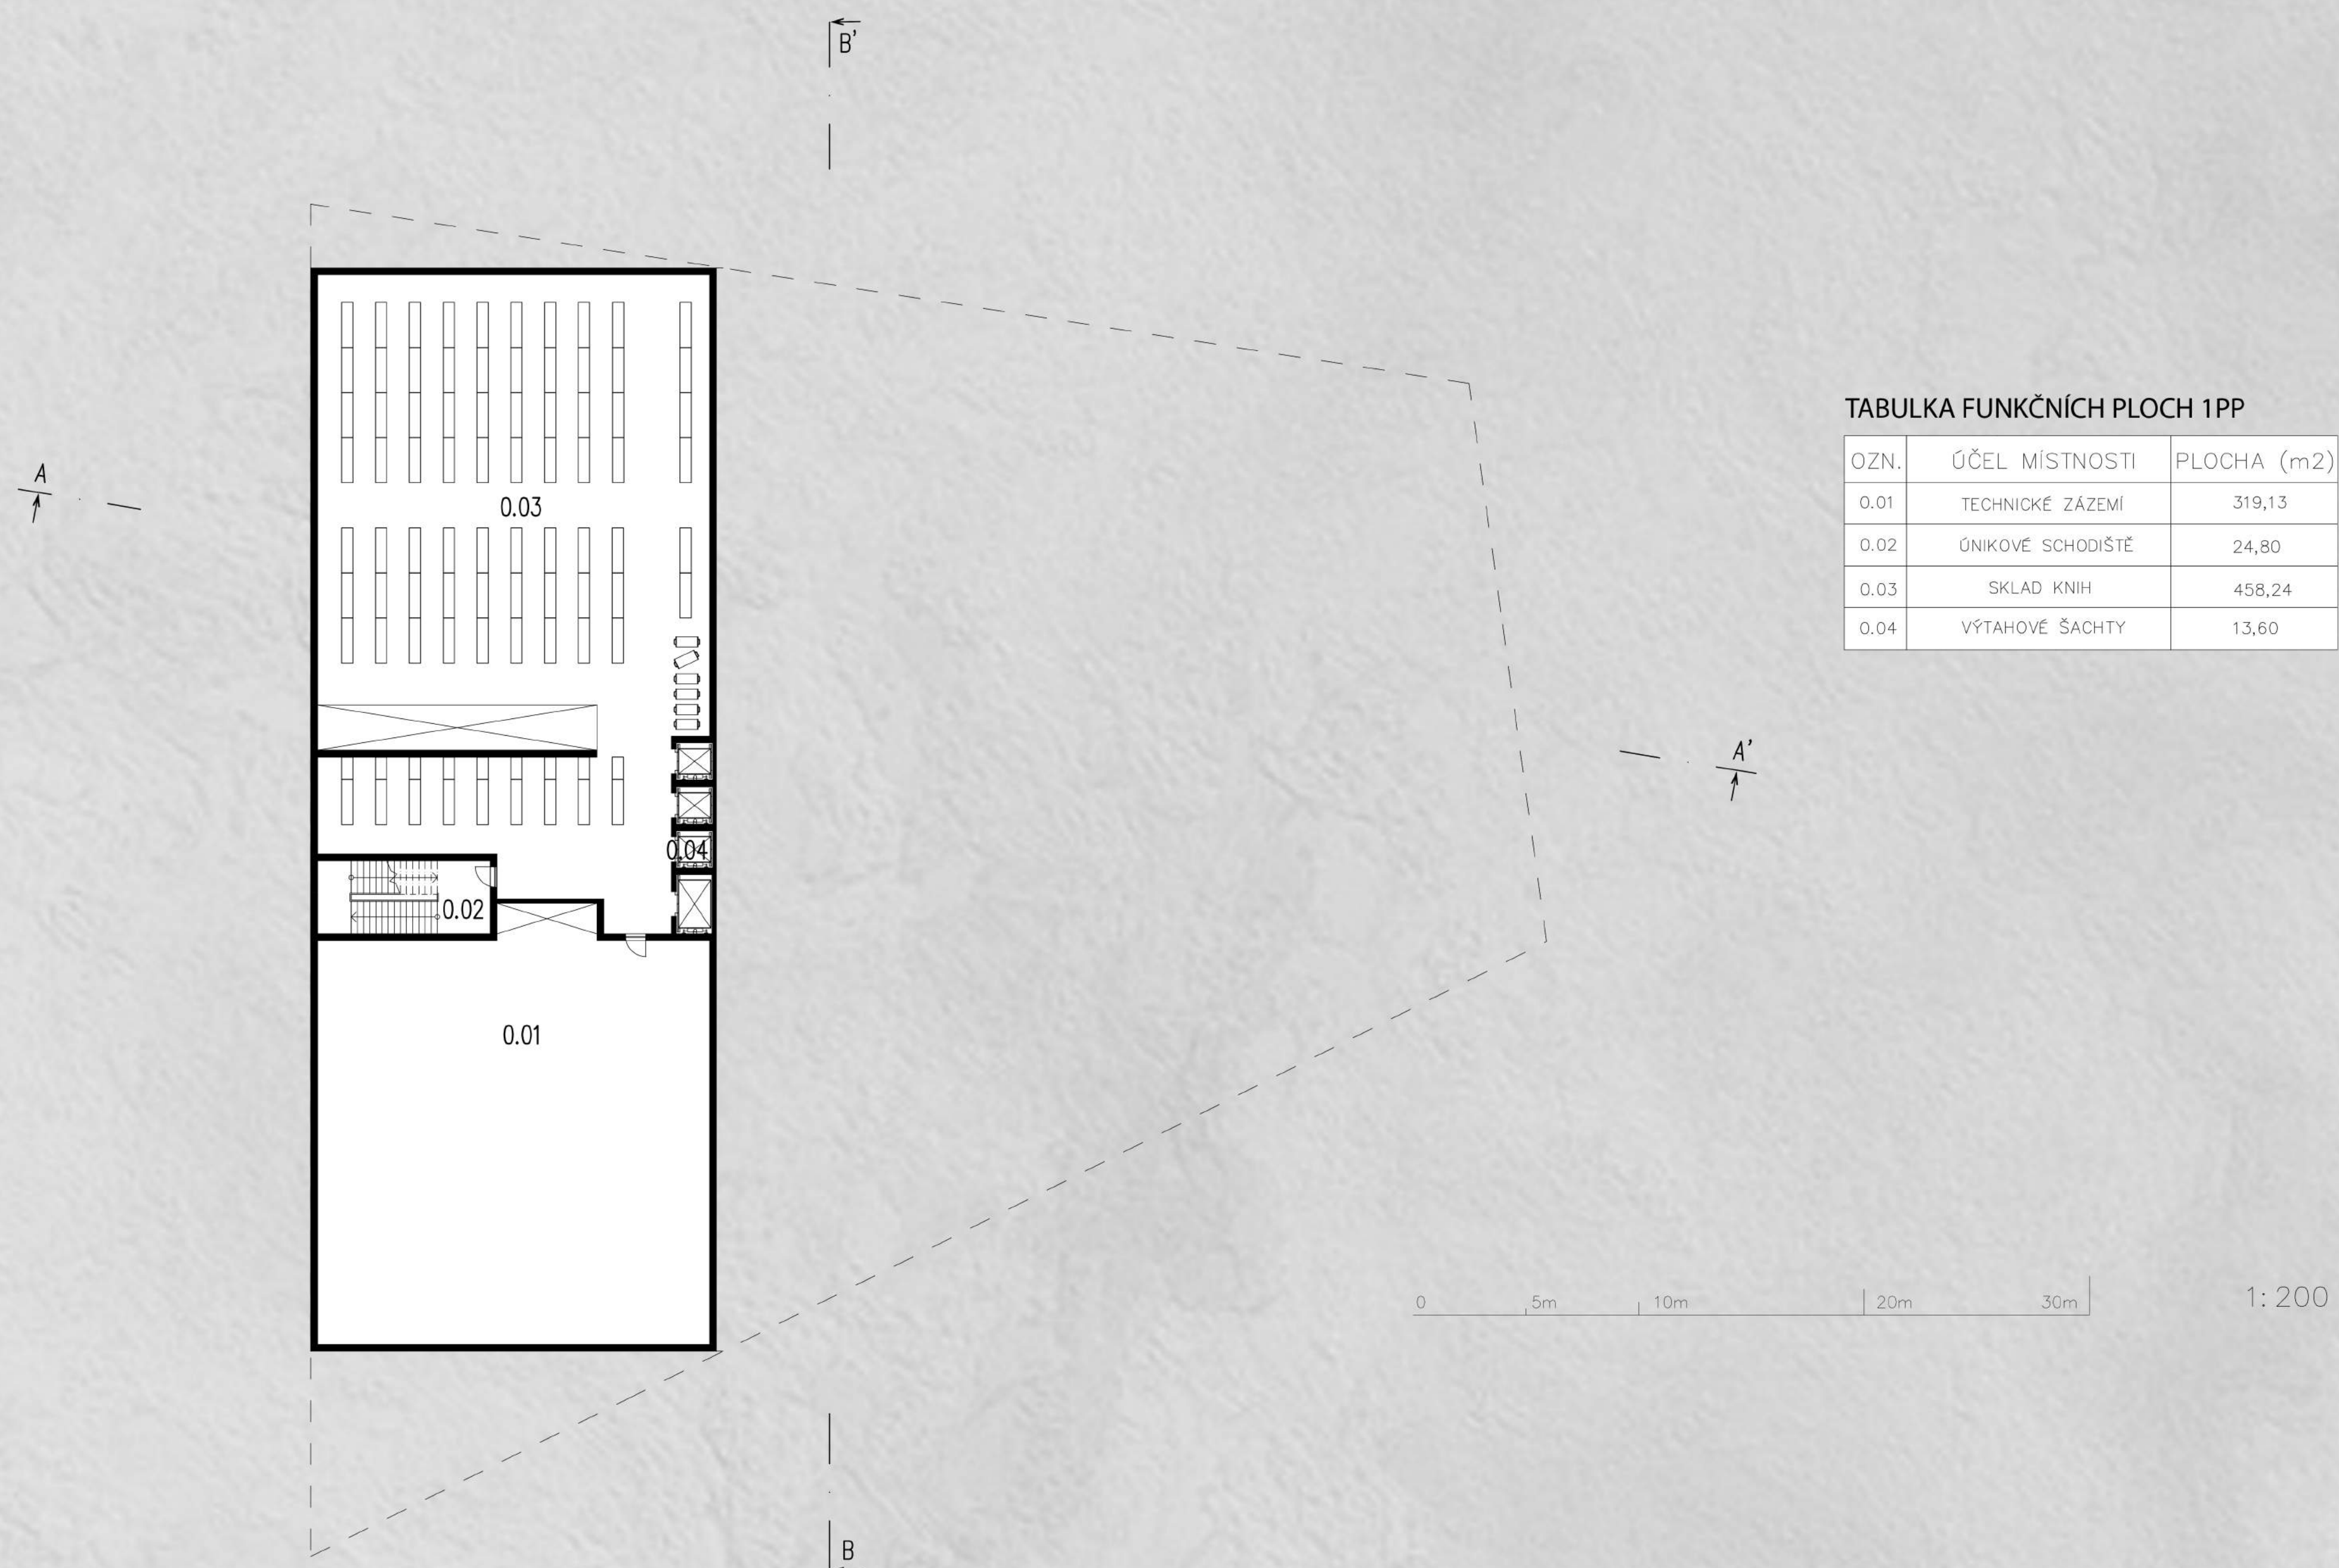 B'
TABULKA FUNKČNÍCH PLOCH 1PP
OZN. ÚČEL MÍSTNOSTI PLOCHA (m2)
0.01 TECHNICKÉ ZÁZEMÍ 319,13
0.02 ÚNIKOVÉ SCHODIŠTĚ 24,80
0.03 SKLAD KNIH 458,24
0.04 VÝTAHOVÉ ŠACHTY 13,60
A
0.03
A'
0.04
0.02
0.01
0 5m 10m 20m 30m
1:200
B